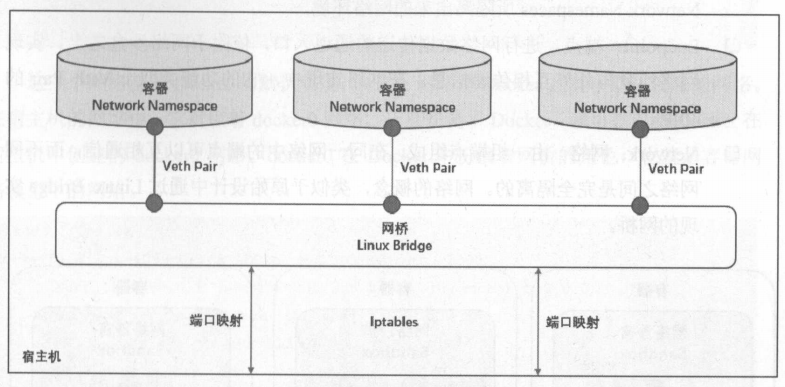 容器
Network Namespace
容器
Network Namespace
容器
Network Namespace
Veth Pair
Veth Pair
Veth Pair
网桥
Linux Bridge
端口映射
Iptables
端口映射
宿主机